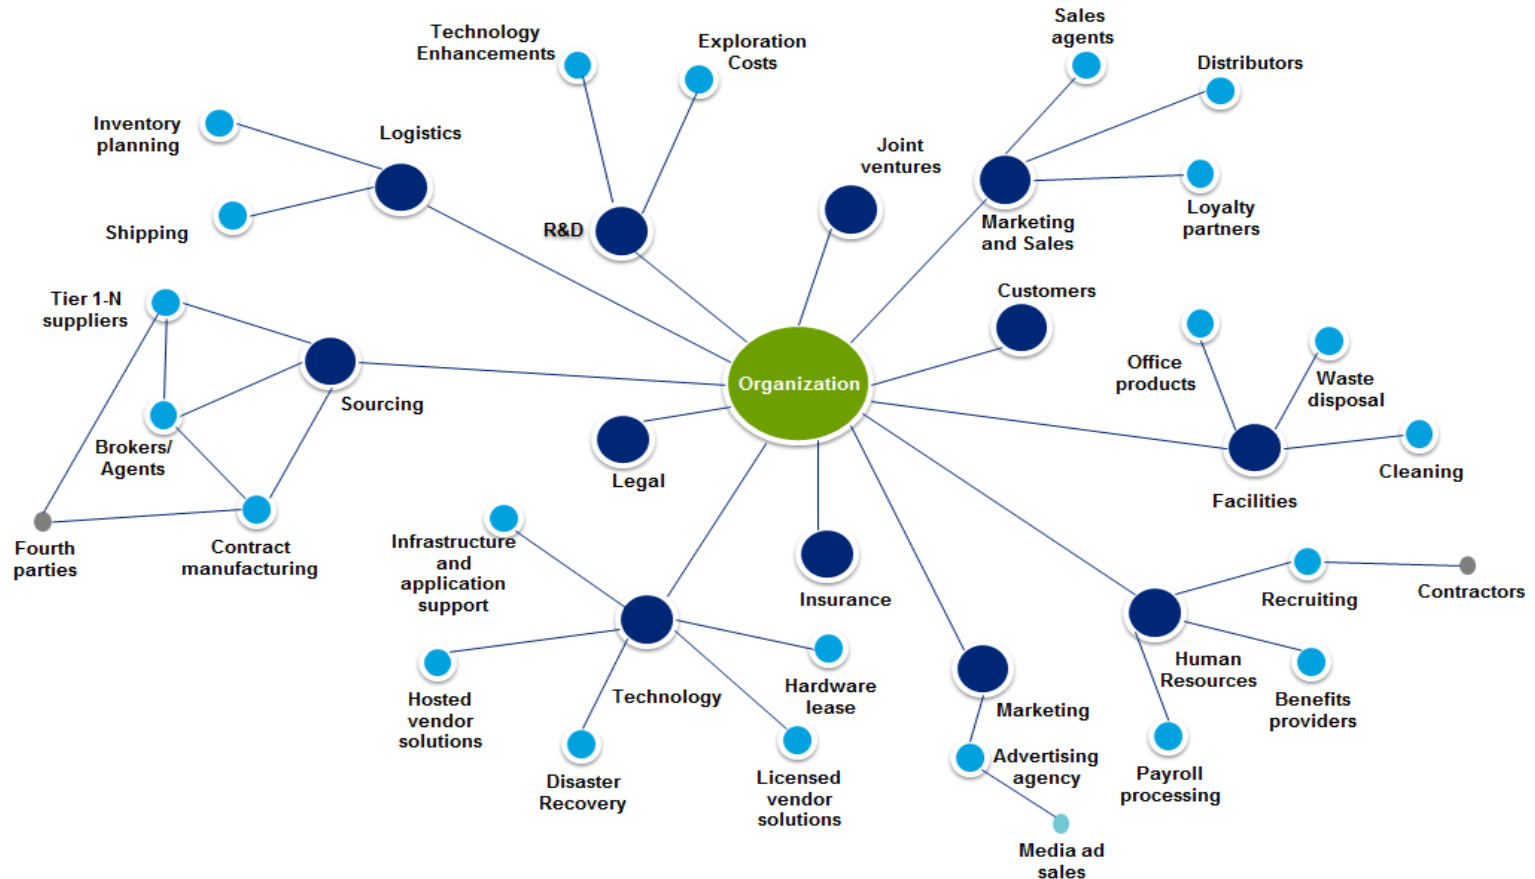 Technology
Enhancements
Exploration
Costs
Sales
agents
Distributors
Inventory
planning
Logistics
Joint
ventures
Loyalty
partners
Marketing
and Sales
Shipping
R&D
Tier 1-N
suppliers
Customers
Office
products
Waste
disposal
Organization
Sourcing
Brokers/
Agents
Legal
Cleaning
Facilities
Fourth
parties
Contract
manufacturing
Infrastructure
and
application
support
Insurance
Recruiting
Contractors
Human
Resources
Benefits
providers
Hosted
vendor
solutions
Technology
Hardware
lease
Marketing
Advertising
agency
Payroll
processing
Disaster
Recovery
Licensed
vendor
solutions
Media ad
sales